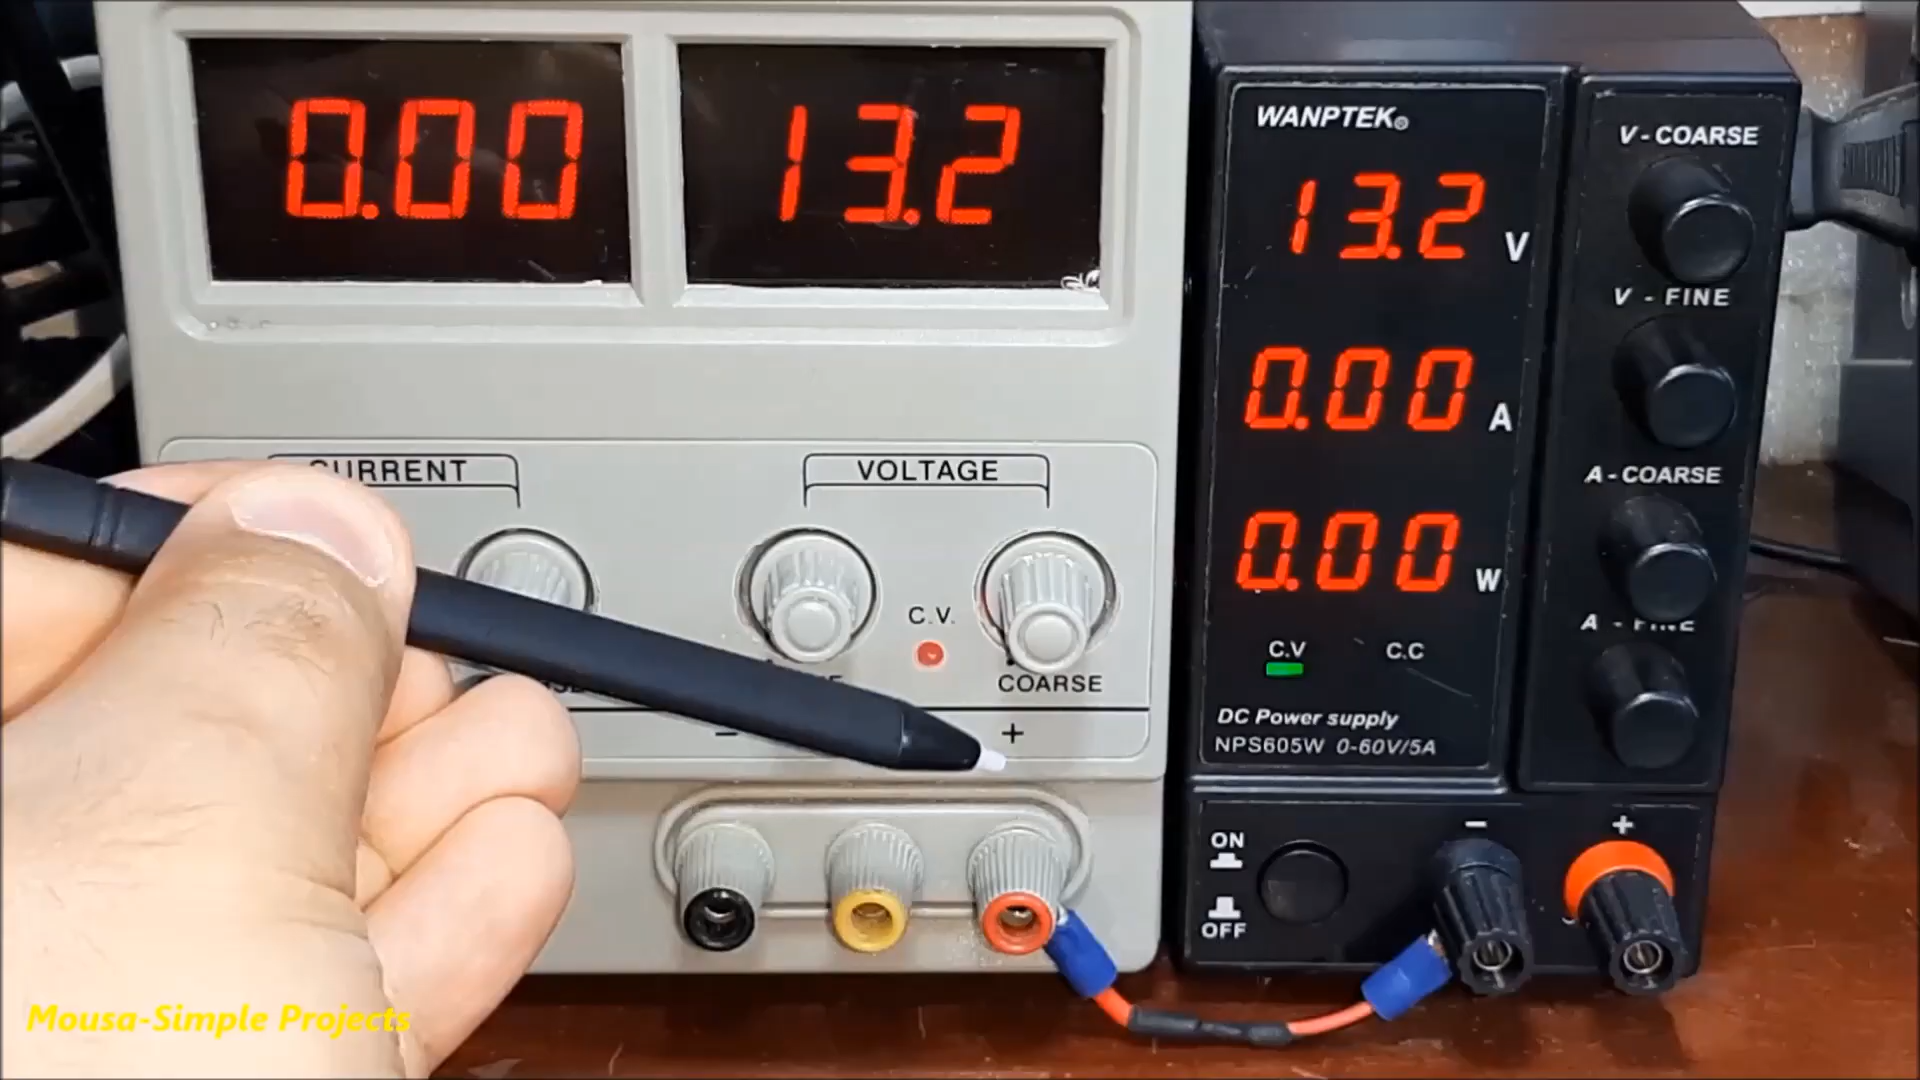 0.00
13.2
CURRENT
VOLTAGE
C.V.
COARSE
-
+
WANPTEK®
13.2 V
0.00 A
0.00 W
C.V
C.C
DC Power supply
NPS605W 0-60V/5A
V - COARSE
V - FINE
A - COARSE
A - FINE
ON
OFF
-
+
Mousa-Simple Projects